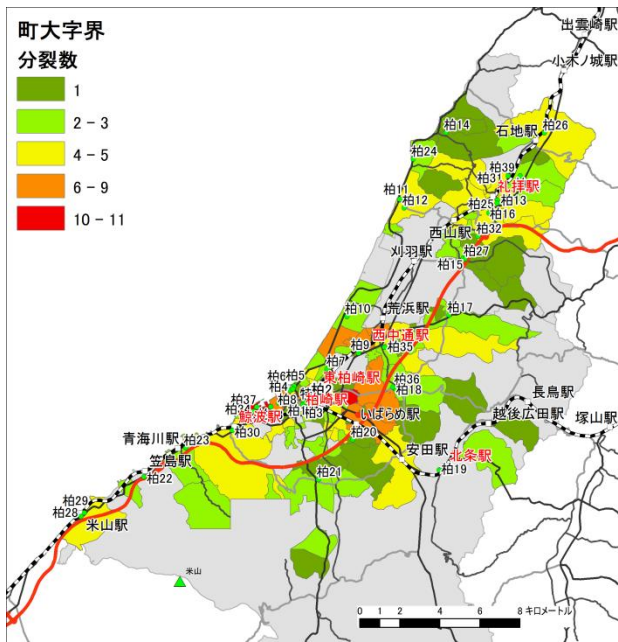 町大字界
分裂数
1
2-3
4-5
6-9
10-11
出雲崎駅
小木ノ城駅
柏14
石地駅
柏26
柏24
柏39
柏31
礼拝駅
柏11
柏12
柏25
柏13
柏16
西山駅
柏32
刈羽駅
柏27
柏15
荒浜駅
柏10
柏17
西中通駅
柏9
柏35
柏7
東柏崎駅
柏6
柏5
柏4
柏2
柏36
柏18
長鳥駅
柏37
柏8
柏崎駅
柏3
鯨波駅
いばらめ駅
越後広田駅
塚山駅
柏30
柏20
安田駅
北条駅
青海川駅
柏23
柏19
笠島駅
柏21
柏22
柏29
柏28
米山駅
米山
0 1 2 4 6 8 キロメートル